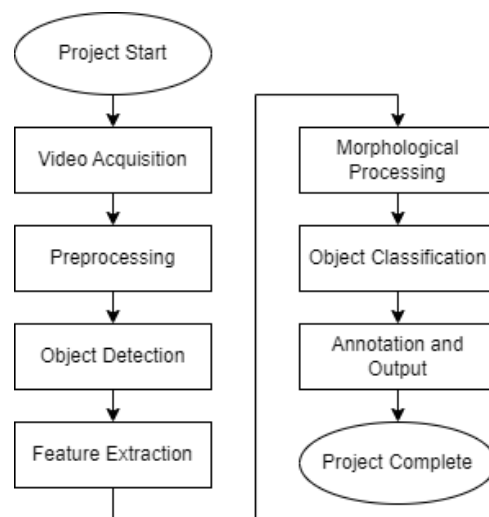 Project Start
Video Acquisition
Preprocessing
Object Detection
Feature Extraction
Morphological
Processing
Object Classification
Annotation and
Output
Project Complete